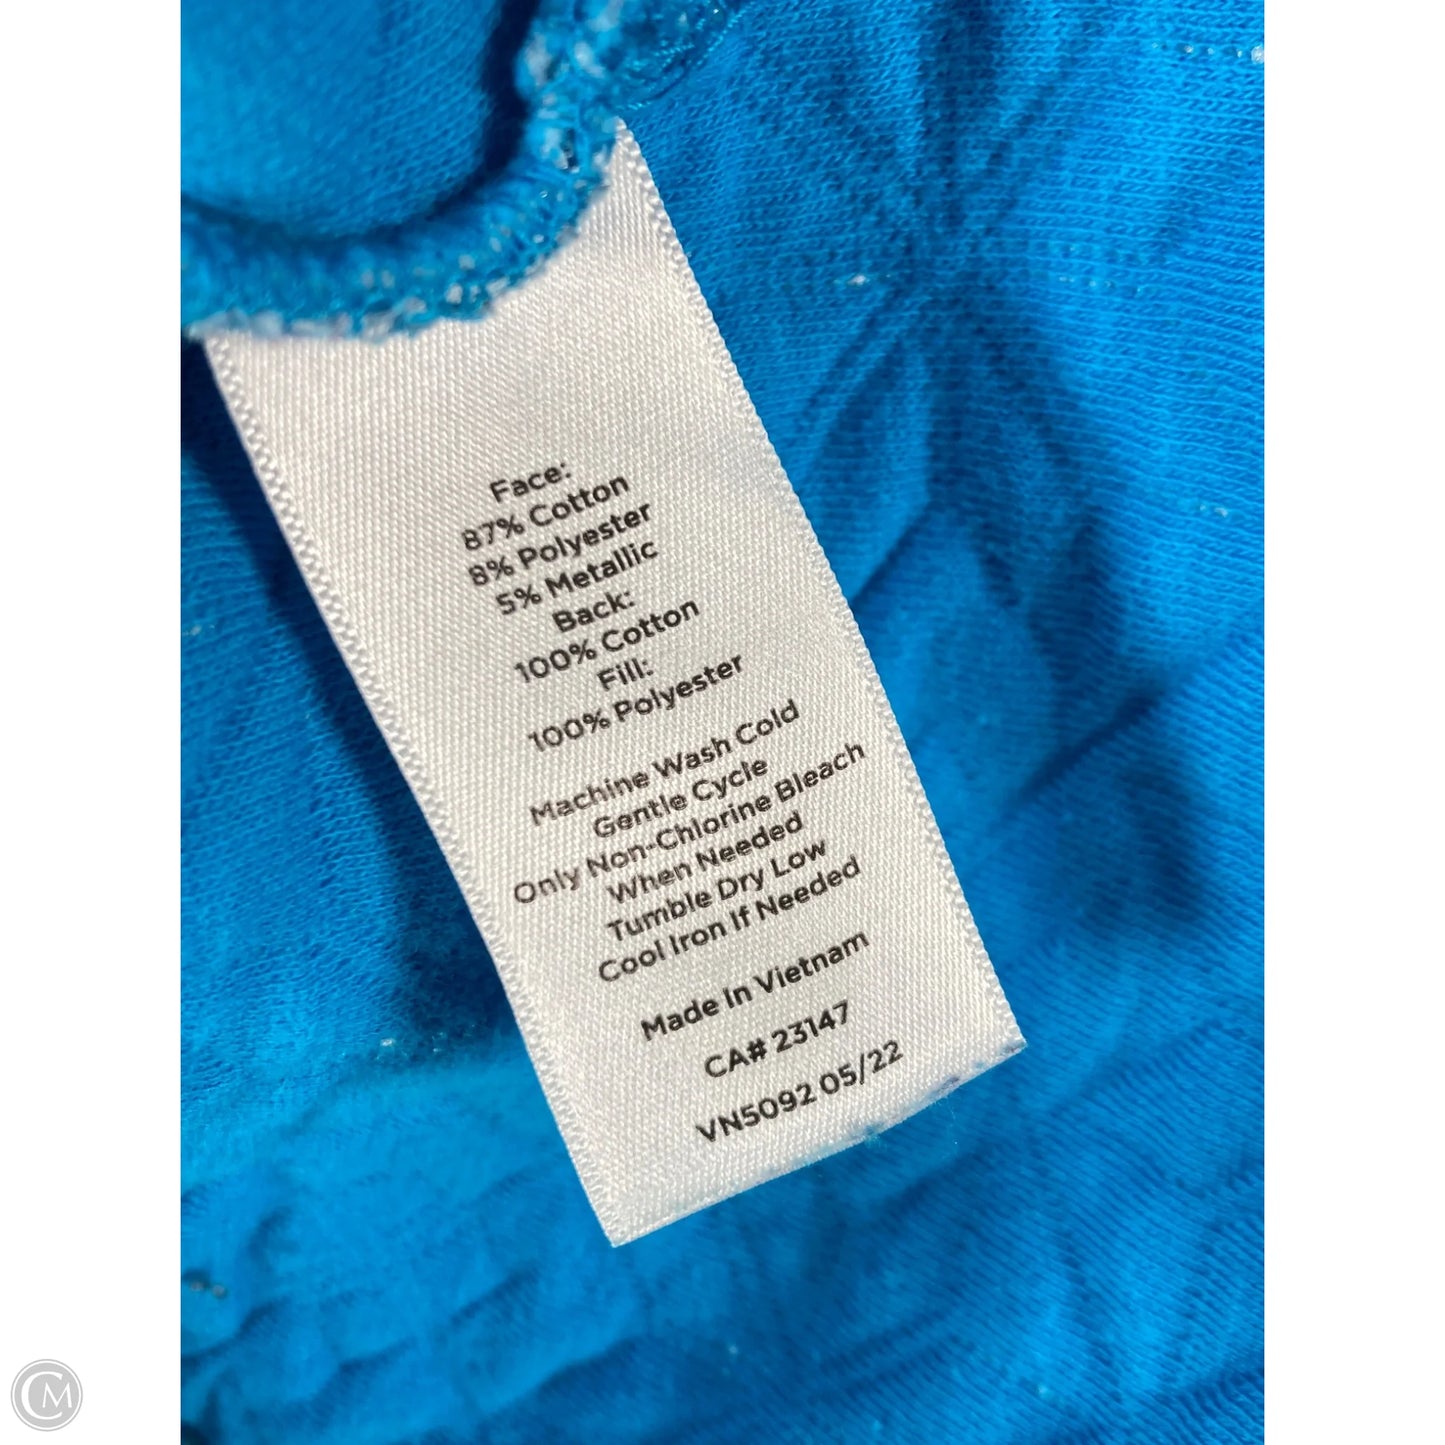 Face:
87% Cotton
8% Polyester
5% Metallic
Back:
100% Cotton
Fill:
100% Polyester
Machine Wash Cold
Gentle Cycle
Only Non-Chlorine Bleach
When Needed
Tumble Dry Low
Cool Iron If Needed
Made In Vietnam
CA# 23147
VN5092 05/22
CM